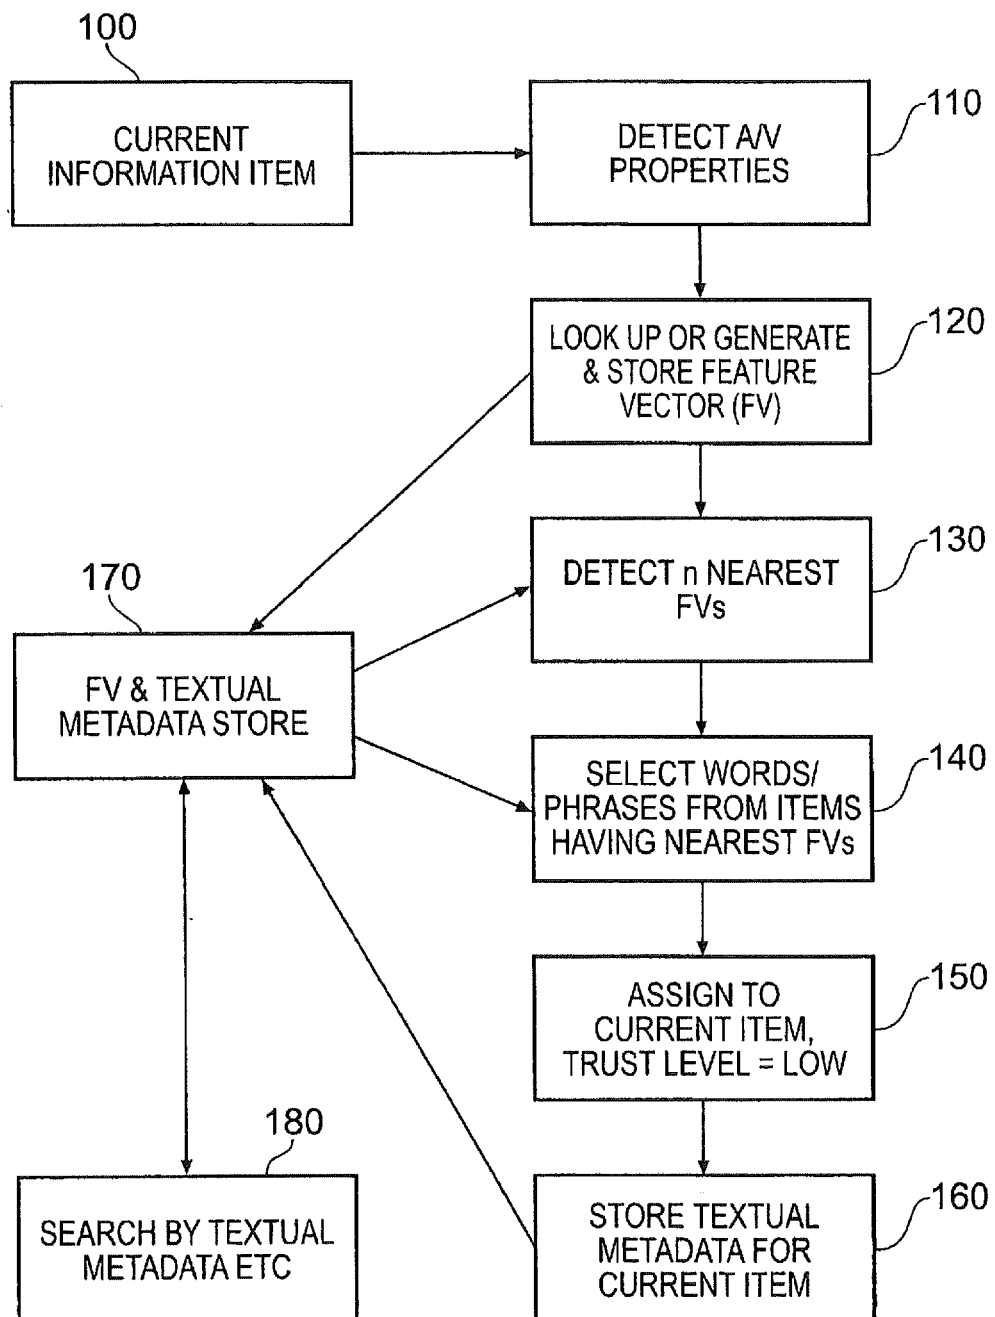 100
CURRENT
INFORMATION ITEM
110
DETECT A/V
PROPERTIES
120
LOOK UP OR GENERATE
& STORE FEATURE
VECTOR (FV)
130
DETECT n NEAREST
FVs
170
FV & TEXTUAL
METADATA STORE
140
SELECT WORDS/
PHRASES FROM ITEMS
HAVING NEAREST FVs
150
ASSIGN TO
CURRENT ITEM,
TRUST LEVEL = LOW
180
SEARCH BY TEXTUAL
METADATA ETC
160
STORE TEXTUAL
METADATA FOR
CURRENT ITEM